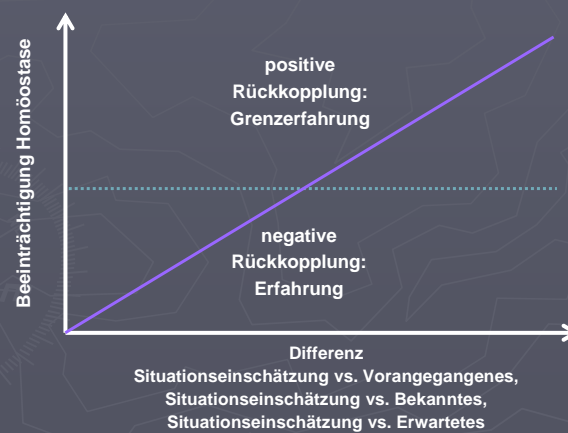 Beeinträchtigung Homöostase
positive
Rückkopplung:
Grenzerfahrung
negative
Rückkopplung:
Erfahrung
Differenz
Situationseinschätzung vs. Vorangegangenes,
Situationseinschätzung vs. Bekanntes,
Situationseinschätzung vs. Erwartetes